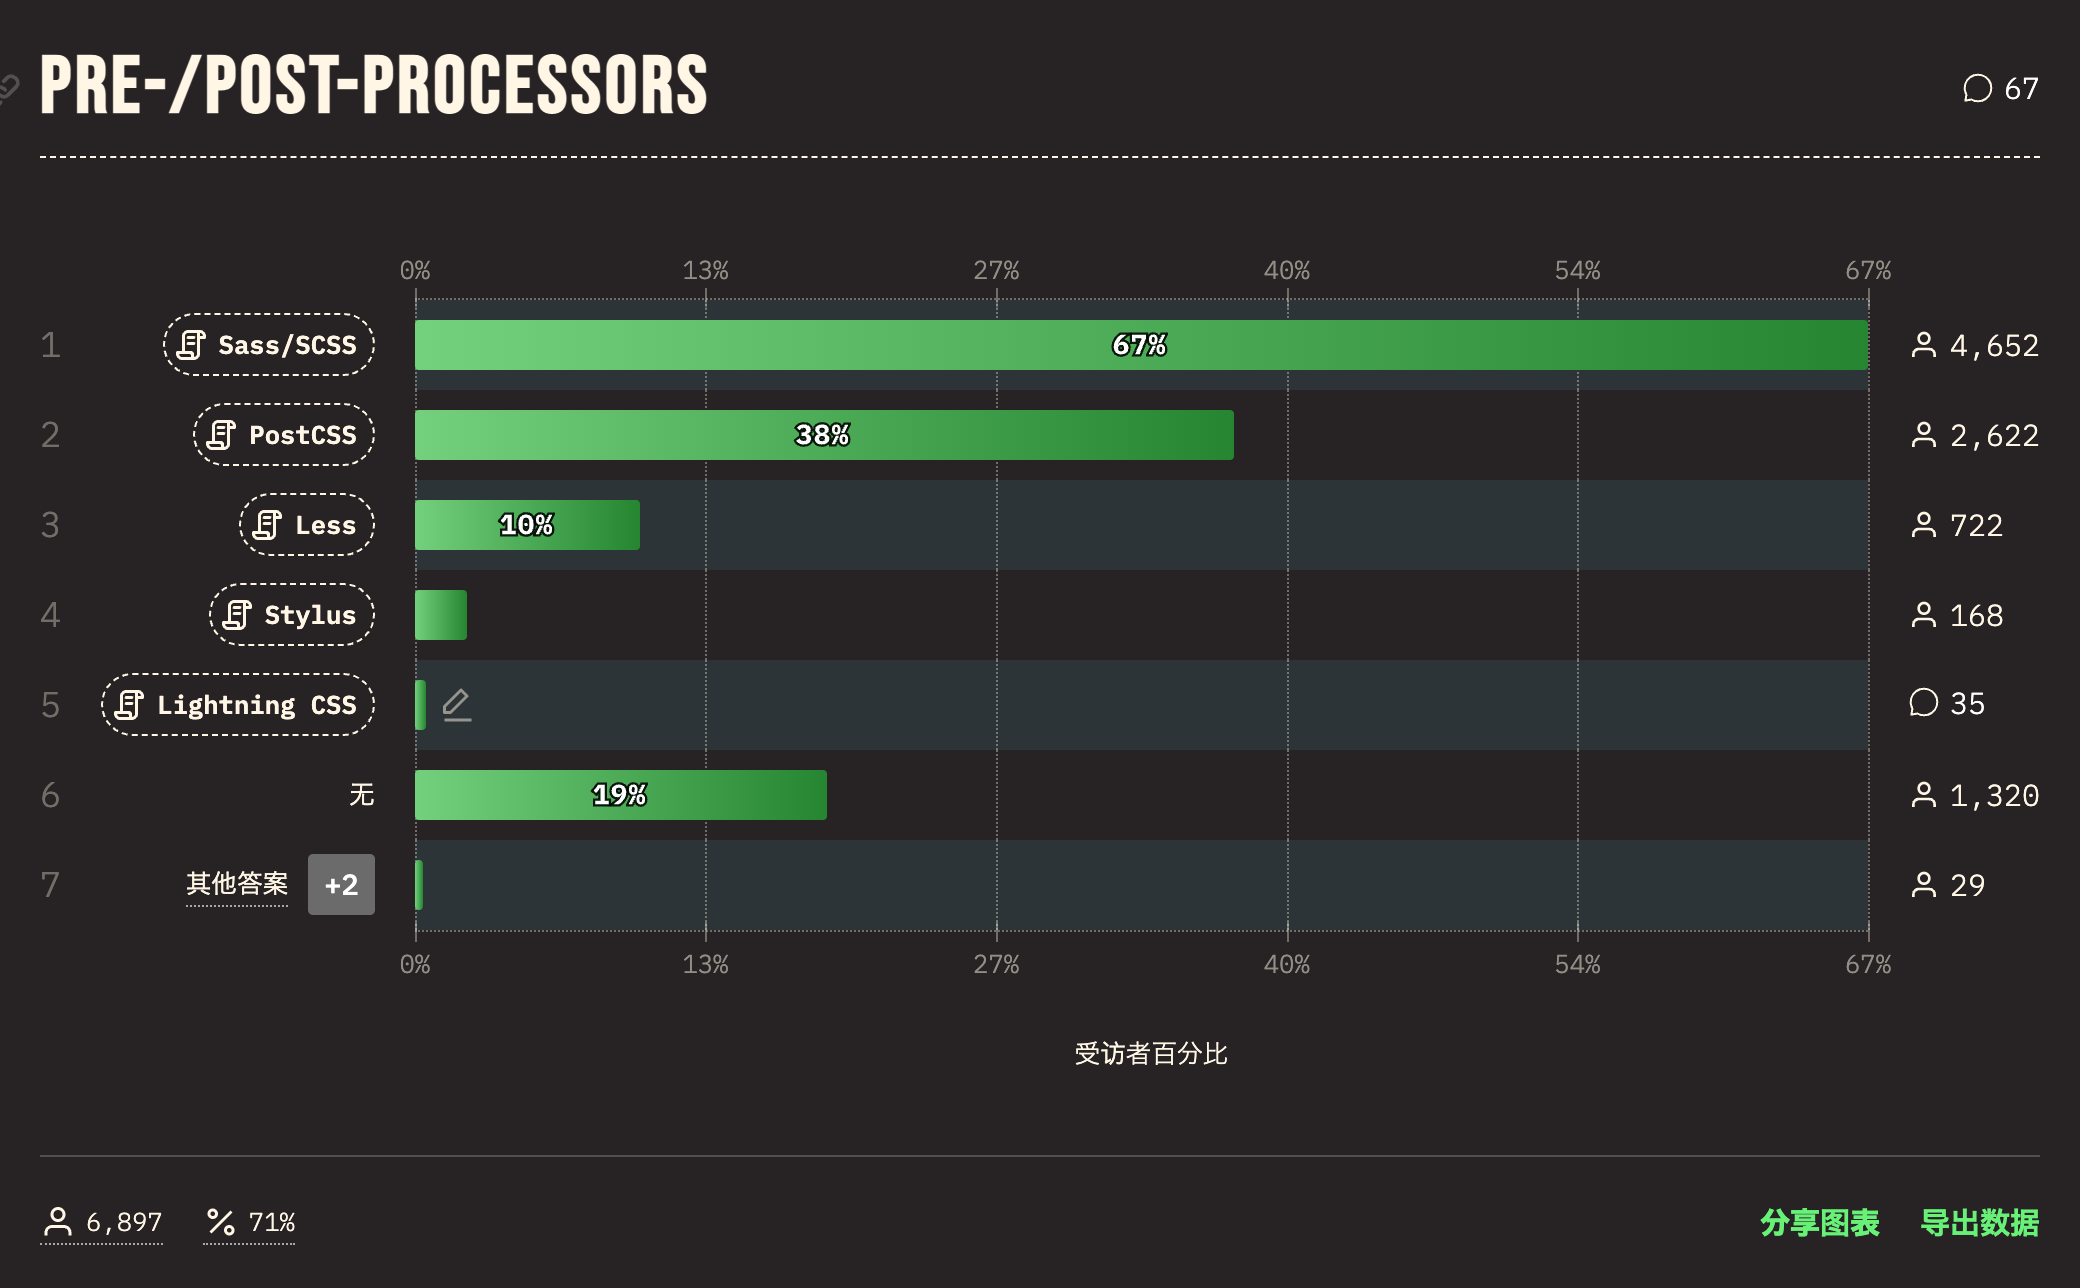 PRE-/POST-PROCESSORS
67
0% 13% 27% 40% 54% 67%
1 Sass/SCSS 67% 4,652
2 PostCSS 38% 2,622
3 Less 10% 722
4 Stylus 168
5 Lightning CSS 35
6 无 19% 1,320
7 其他答案 +2 29
0% 13% 27% 40% 54% 67%
受访者百分比
6,897 71% 分享图表 导出数据